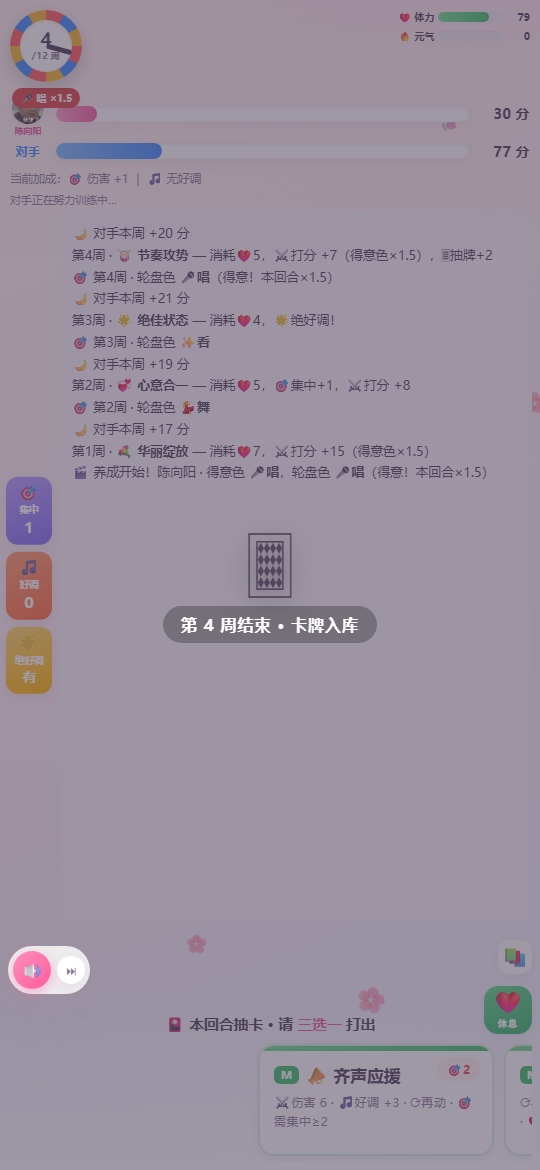 4
/12 周
体力 79
元气 0
唱 ×1.5
陈向阳
30 分
对手
77 分
当前加成: 伤害 +1 | 无好调
对手正在努力训练中...
对手本周 +20 分
第4周 · 节奏攻势 — 消耗5, 打分 +7（得意色×1.5）, 抽牌+2
第4周 · 轮盘色 唱（得意！本回合×1.5）
对手本周 +21 分
第3周 · 绝佳状态 — 消耗4, 绝好调！
第3周 · 轮盘色 香
对手本周 +19 分
第2周 · 心意合一 — 消耗5, 集中+1, 打分 +8
第2周 · 轮盘色 舞
对手本周 +17 分
第1周 · 华丽绽放 — 消耗7, 打分 +15（得意色×1.5）
养成开始！陈向阳 · 得意色 唱, 轮盘色 唱（得意！本回合×1.5）
集中
1
好调
0
绝好调
有
第 4 周结束 • 卡牌入库
休息
本回合抽卡 • 请 三选一 打出
M 齐声应援 2
伤害 6 · 好调 +3 · 再动 ·
需集中≥2